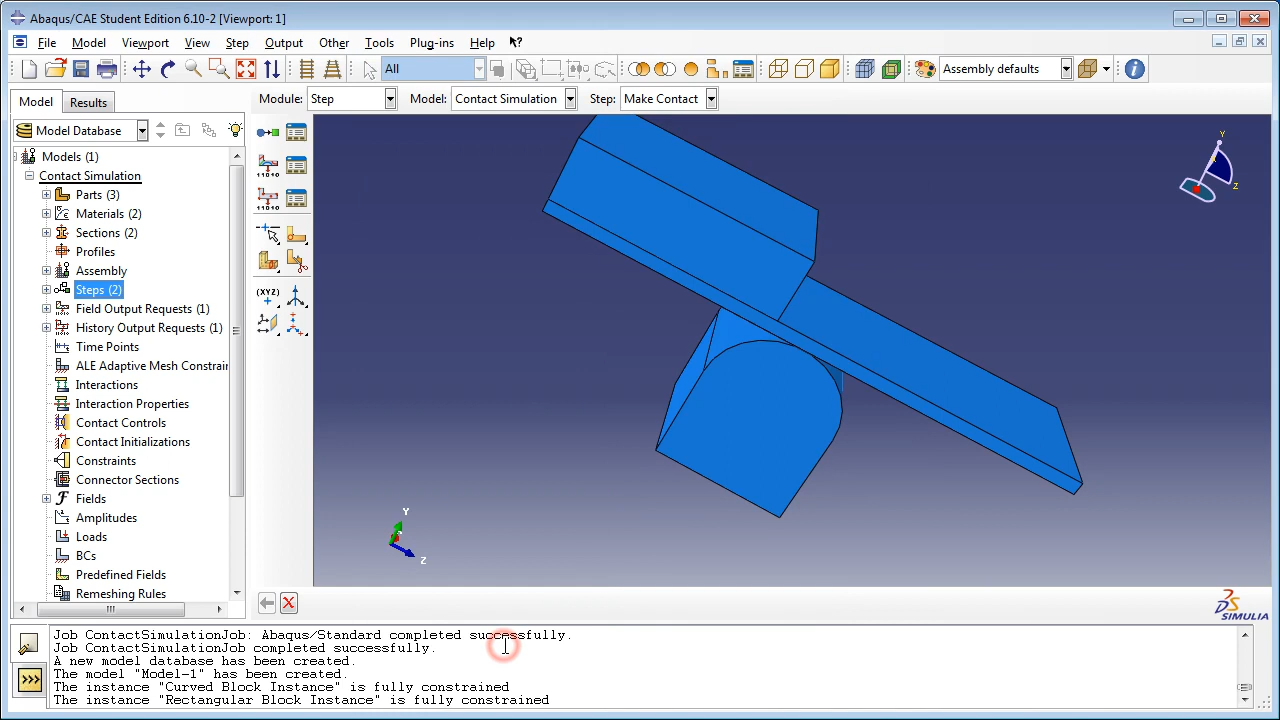 Abaqus/CAE Student Edition 6.10-2 [Viewport: 1]
File Model Viewport View Step Output Other Tools Plug-ins Help
All Assembly defaults
Model Results Module: Step Model: Contact Simulation Step: Make Contact
Model Database
Models (1)
Contact Simulation
Parts (3)
Materials (2)
Sections (2)
Profiles
Assembly
Steps (2)
Field Output Requests (1)
History Output Requests (1)
Time Points
ALE Adaptive Mesh Constrain
Interactions
Interaction Properties
Contact Controls
Contact Initializations
Constraints
Connector Sections
Fields
Amplitudes
Loads
BCs
Predefined Fields
Remeshing Rules
(XYZ)
Y
X
Z
Y
Z
SIMULIA
Job ContactSimulationJob: Abaqus/Standard completed successfully.
Job ContactSimulationJob completed successfully.
A new model database has been created.
The model "Model-1" has been created.
The instance "Curved Block Instance" is fully constrained
The instance "Rectangular Block Instance" is fully constrained
>>>